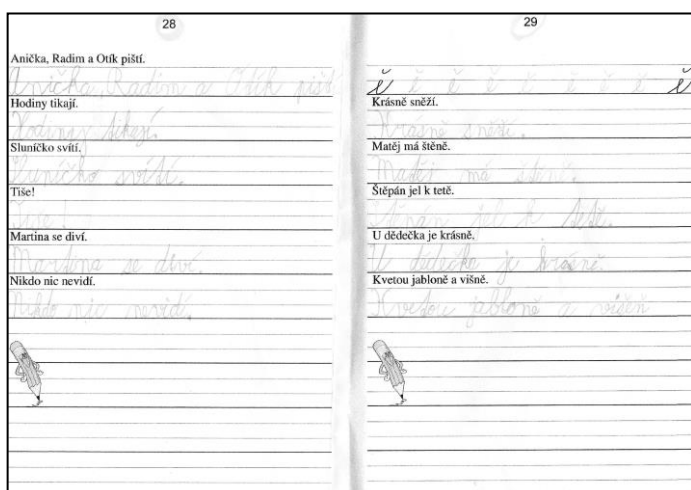 28
Anička, Radim a Otík piští.
Anička, Radim a Otík piští
Hodiny tikají.
Hodiny tikají.
Sluníčko svítí.
Sluníčko svítí.
Tiše!
Martina se diví.
Martina se diví.
Nikdo nic nevidí.
Nikdo nic nevidí.
29
ě ě ě ě ě ě ě ě
Krásně sněží.
Krásně sněží.
Matěj má štěně.
Matěj má štěně.
Štěpán jel k tetě.
Štěpán jel k tetě.
U dědečka je krásně.
U dědečka je krásně.
Kvetou jabloně a višně.
Kvetou jabloně a višeň